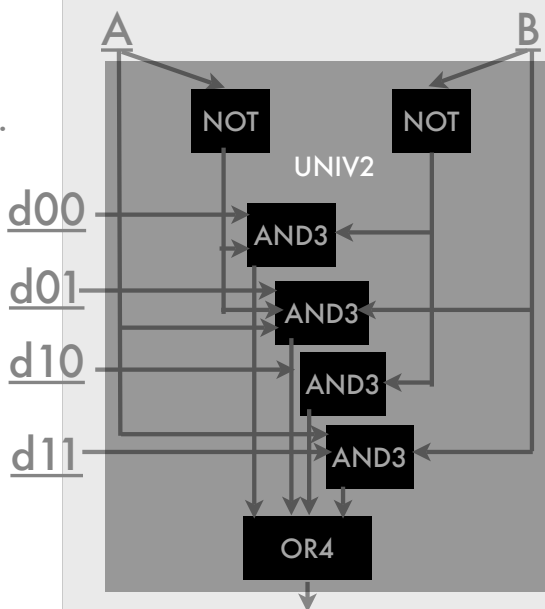 A B
NOT NOT
.
UNIV2
d00
AND3
d01
AND3
d10
AND3
d11
AND3
OR4